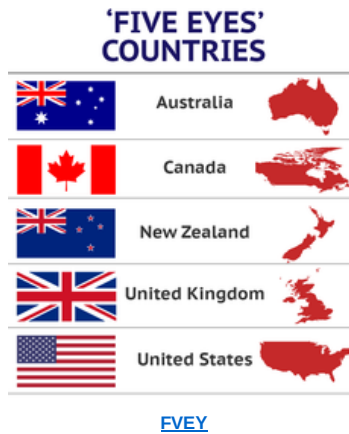 ‘FIVE EYES’
COUNTRIES
Australia
Canada
New Zealand
United Kingdom
United States
FVEY